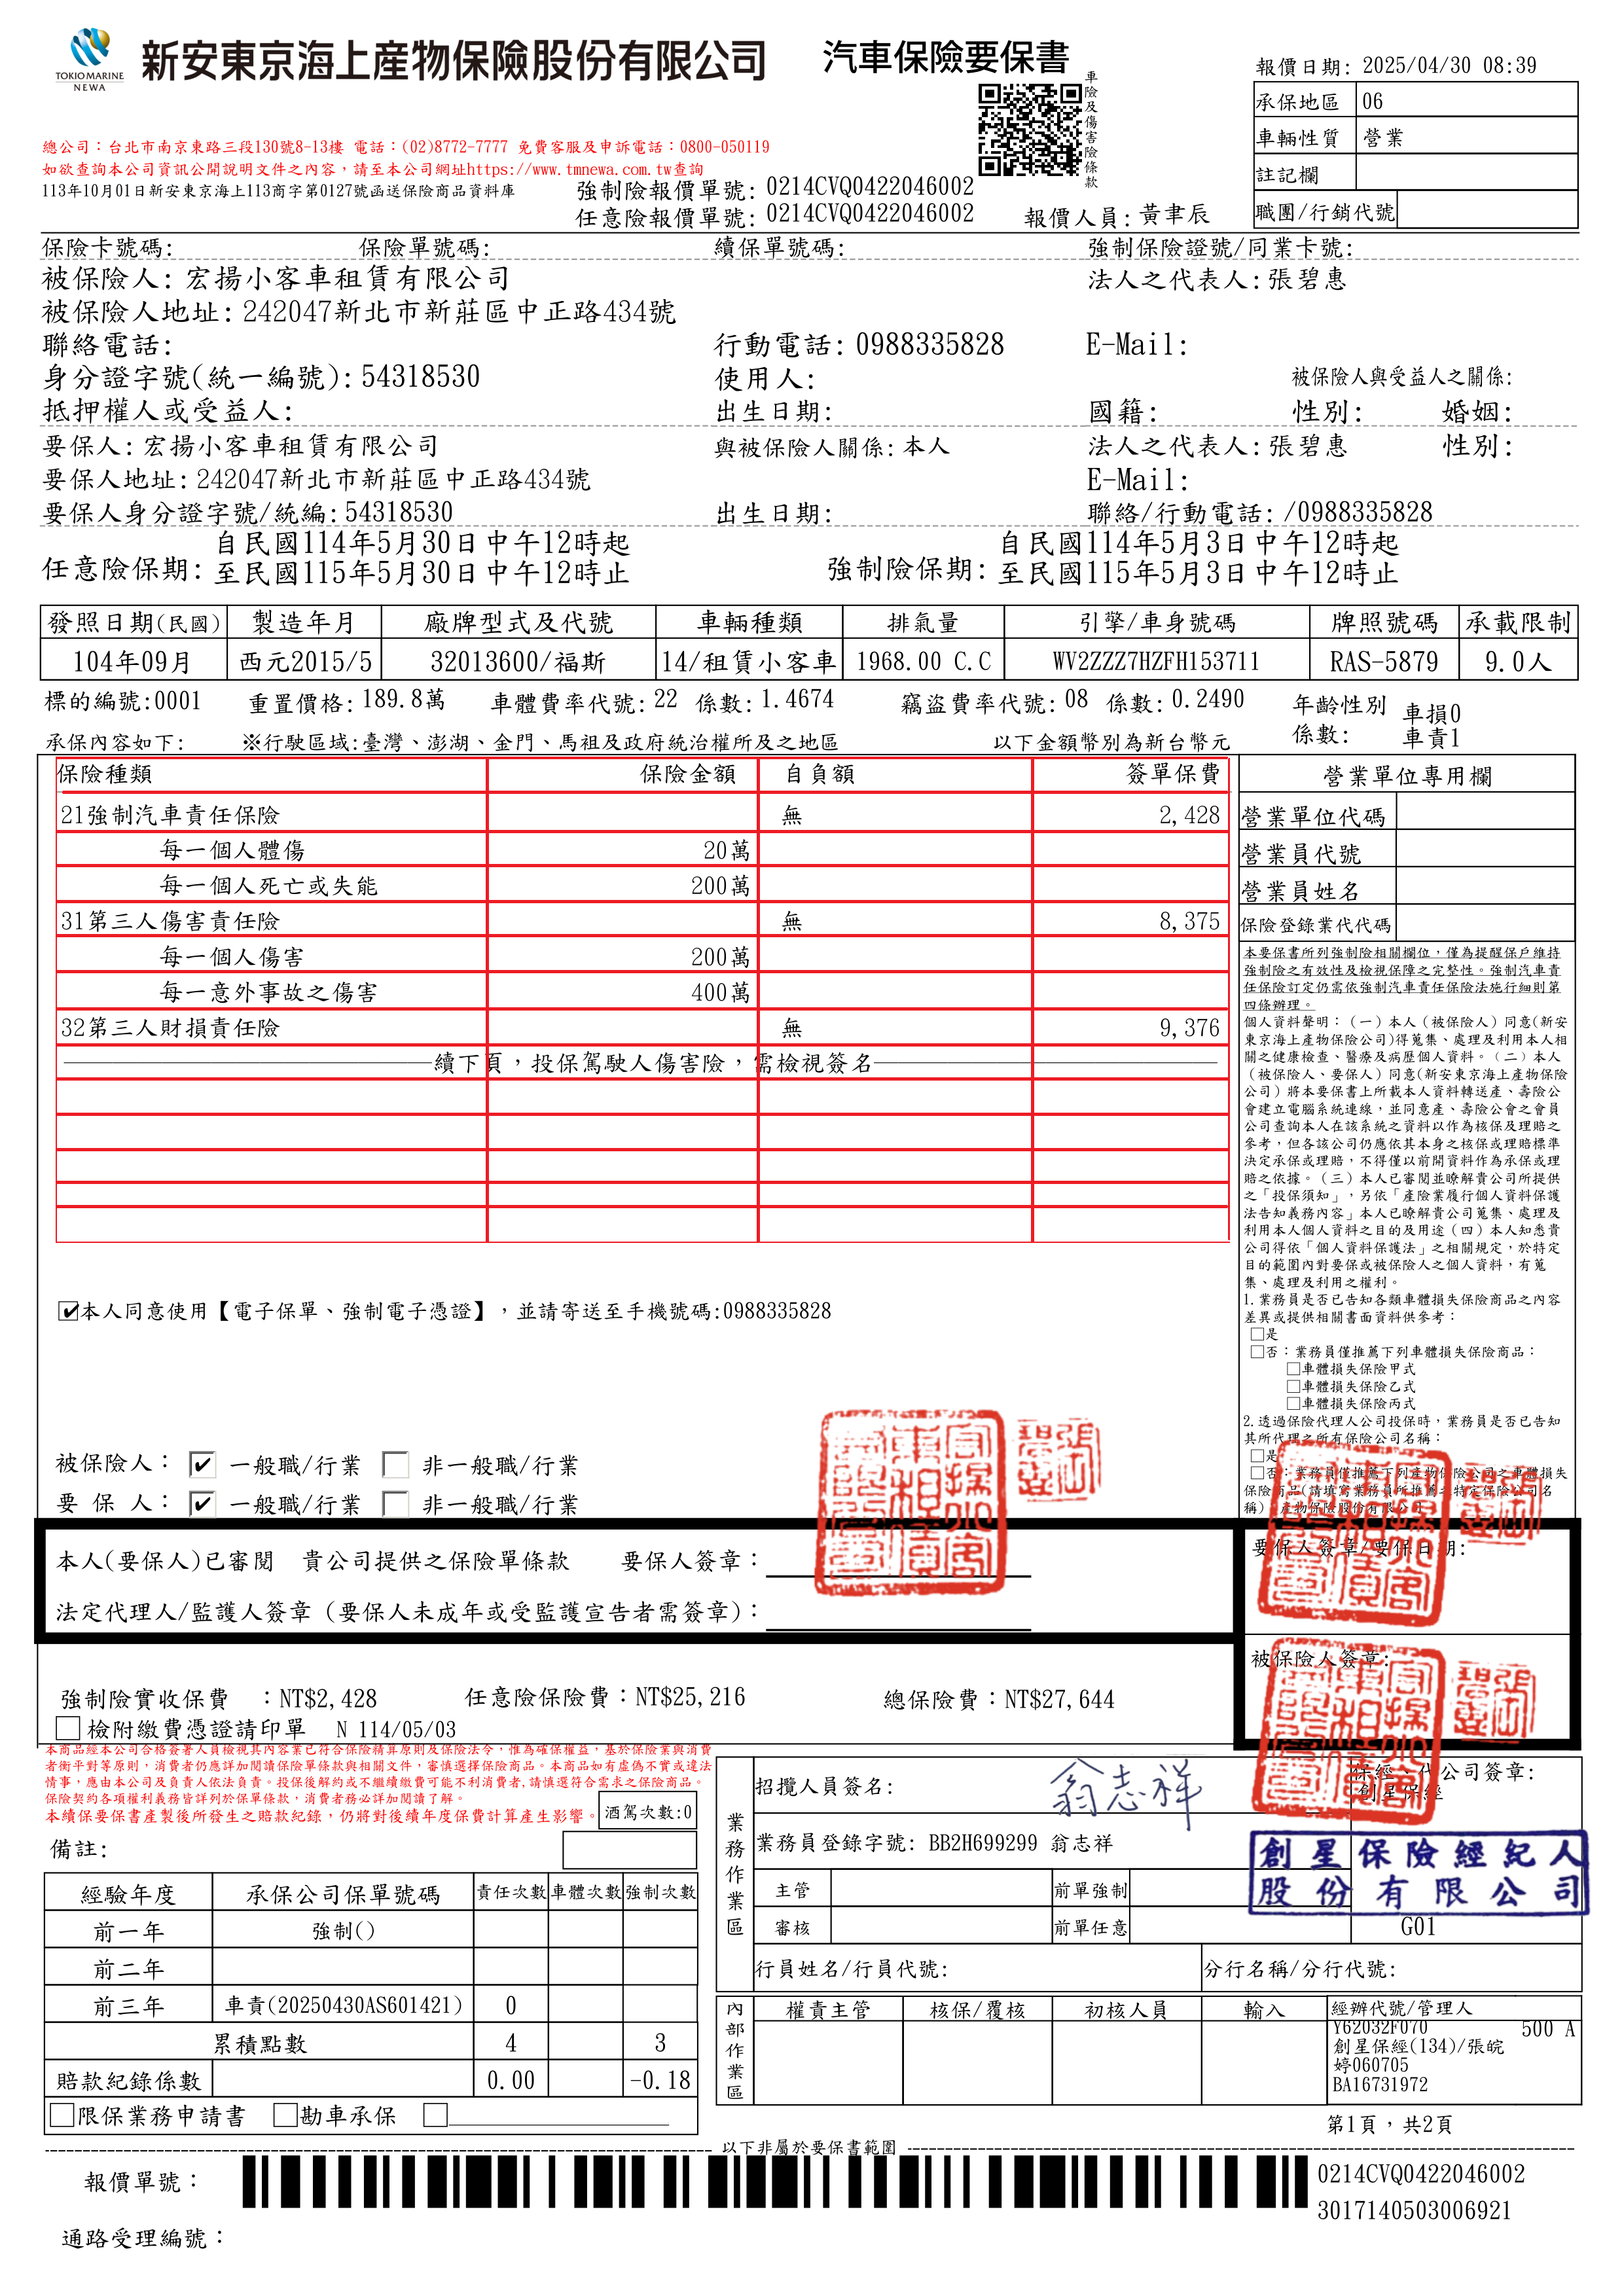 TOKIO MARINE
NEWA
新安東京海上產物保險股份有限公司
汽車保險要保書
車險及傷害險條款
報價日期: 2025/04/30 08:39
承保地區 06
車輛性質 營業
註記欄
職團/行銷代號
總公司：台北市南京東路三段130號8-13樓 電話：(02)8772-7777 免費客服及申訴電話：0800-050119
如欲查詢本公司資訊公開說明文件之內容，請至本公司網址https://www.tmnewa.com.tw查詢
113年10月01日新安東京海上113商字第0127號函送保險商品資料庫
強制險報價單號: 0214CVQ0422046002
任意險報價單號: 0214CVQ0422046002 報價人員: 黃聿辰
保險卡號碼: 保險單號碼: 續保單號碼: 強制保險證號/同業卡號:
被保險人: 宏揚小客車租賃有限公司 法人之代表人: 張碧惠
被保險人地址: 242047新北市新莊區中正路434號
聯絡電話: 行動電話: 0988335828 E-Mail:
身分證字號(統一編號): 54318530 使用人: 被保險人與受益人之關係:
抵押權人或受益人: 出生日期: 國籍: 性別: 婚姻:
要保人: 宏揚小客車租賃有限公司 與被保險人關係: 本人 法人之代表人: 張碧惠 性別:
要保人地址: 242047新北市新莊區中正路434號 E-Mail:
要保人身分證字號/統編: 54318530 出生日期: 聯絡/行動電話: /0988335828
任意險保期: 自民國114年5月30日中午12時起
至民國115年5月30日中午12時止
強制險保期: 自民國114年5月3日中午12時起
至民國115年5月3日中午12時止
發照日期(民國) 製造年月 廠牌型式及代號 車輛種類 排氣量 引擎/車身號碼 牌照號碼 承載限制
104年09月 西元2015/5 32013600/福斯 14/租賃小客車 1968.00 C.C WV2ZZZ7HZFH153711 RAS-5879 9.0人
標的編號:0001 重置價格: 189.8萬 車體費率代號: 22 係數: 1.4674 竊盜費率代號: 08 係數: 0.2490 年齡性別係數: 車損0 車責1
承保內容如下: ※行駛區域:臺灣、澎湖、金門、馬祖及政府統治權所及之地區 以下金額幣別為新台幣元
保險種類 保險金額 自負額 簽單保費
21強制汽車責任保險 無 2,428
每一個人體傷 20萬
每一個人死亡或失能 200萬
31第三人傷害責任險 無 8,375
每一個人傷害 200萬
每一意外事故之傷害 400萬
32第三人財損責任險 無 9,376
續下頁，投保駕駛人傷害險，需檢視簽名
營業單位專用欄
營業單位代碼
營業員代號
營業員姓名
保險登錄業代代碼
本要保書所列強制險相關欄位，僅為提醒保戶維持
強制險之有效性及檢視保障之完整性。強制汽車責
任保險訂定仍需依強制汽車責任保險法施行細則第
四條辦理。
個人資料聲明：（一）本人（被保險人）同意(新安
東京海上產物保險公司)得蒐集、處理及利用本人相
關之健康檢查、醫療及病歷個人資料。（二）本人
（被保險人、要保人）同意(新安東京海上產物保險
公司）將本要保書上所載本人資料轉送產、壽險公
會建立電腦系統連線，並同意產、壽險公會之會員
公司查詢本人在該系統之資料以作為核保及理賠之
參考，但各該公司仍應依其本身之核保或理賠標準
決定承保或理賠，不得僅以前開資料作為承保或理
賠之依據。（三）本人已審閱並瞭解貴公司所提供
之「投保須知」，另依「產險業履行個人資料保護
法告知義務內容」本人已瞭解貴公司蒐集、處理及
利用本人個人資料之目的及用途（四）本人知悉貴
公司得依「個人資料保護法」之相關規定，於特定
目的範圍內對要保或被保險人之個人資料，有蒐
集、處理及利用之權利。
1.業務員是否已告知各類車體損失保險商品之內容
差異或提供相關書面資料供參考：
□是
□否：業務員僅推薦下列車體損失保險商品：
□車體損失保險甲式
□車體損失保險乙式
□車體損失保險丙式
2.透過保險代理人公司投保時，業務員是否已告知
其所代理之所有保險公司名稱：
□是
□否：業務員僅推薦下列產物保險公司之車體損失
保險商品(請填寫業務員所推薦之特定保險公司名
稱) 產物保險股份有限公司
☑本人同意使用【電子保單、強制電子憑證】，並請寄送至手機號碼:0988335828
被保險人： ☑ 一般職/行業 □ 非一般職/行業
要 保 人： ☑ 一般職/行業 □ 非一般職/行業
本人(要保人)已審閱 貴公司提供之保險單條款 要保人簽章：
法定代理人/監護人簽章（要保人未成年或受監護宣告者需簽章）：
要保人簽章/要保日期:
被保險人簽章:
強制險實收保費 ：NT$2,428 任意險保險費：NT$25,216 總保險費：NT$27,644
□ 檢附繳費憑證請印單 N 114/05/03
本商品經本公司合格簽署人員檢視其內容業已符合保險精算原則及保險法令，惟為確保權益，基於保險業與消費
者衡平對等原則，消費者仍應詳加閱讀保險單條款與相關文件，審慎選擇保險商品。本商品如有虛偽不實或違法
情事，應由本公司及負責人依法負責。投保後解約或不繼續繳費可能不利消費者,請慎選符合需求之保險商品。
保險契約各項權利義務皆詳列於保單條款，消費者務必詳加閱讀了解。
本續保要保書產製後所發生之賠款紀錄，仍將對後續年度保費計算產生影響。
酒駕次數:0
備註:
經驗年度 承保公司保單號碼 責任次數 車體次數 強制次數
前一年 強制()
前二年
前三年 車責(20250430AS601421) 0
累積點數 4 3
賠款紀錄係數 0.00 -0.18
□限保業務申請書 □勘車承保 □
業務作業區
招攬人員簽名: 翁志祥
保經、代公司簽章:
創星保經
業務員登錄字號: BB2H699299 翁志祥
創星保險經紀人
股份有限公司
主管 前單強制
審核 前單任意 G01
行員姓名/行員代號: 分行名稱/分行代號:
內部作業區
權責主管 核保/覆核 初核人員 輸入 經辦代號/管理人
Y62032F070 500 A
創星保經(134)/張皖
婷060705
BA16731972
第1頁，共2頁
以下非屬於要保書範圍
報價單號： 0214CVQ0422046002
3017140503006921
通路受理編號：